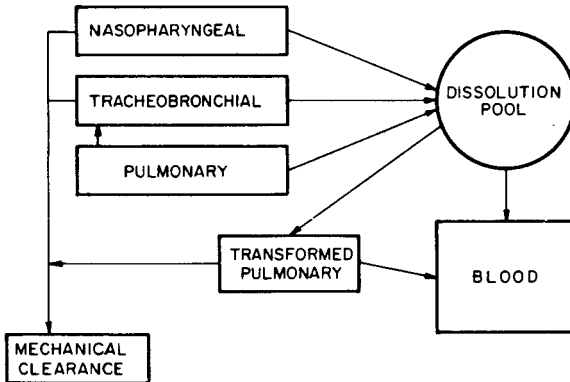 NASOPHARYNGEAL
TRACHEOBRONCHIAL
PULMONARY
DISSOLUTION
POOL
TRANSFORMED
PULMONARY
BLOOD
MECHANICAL
CLEARANCE